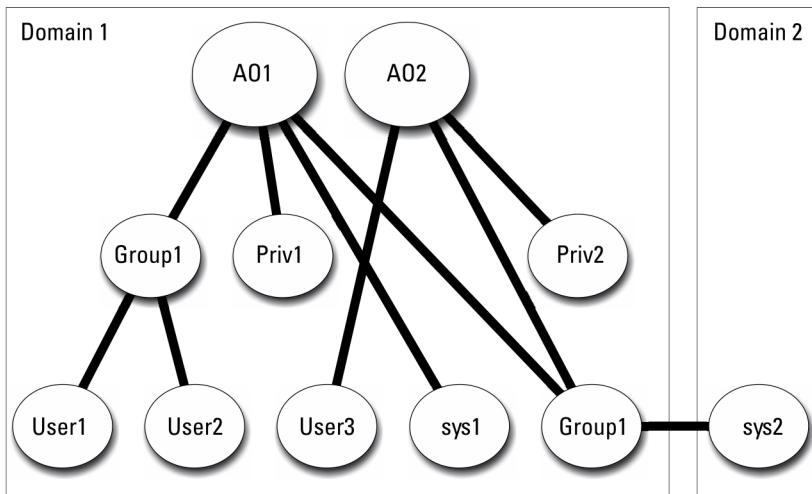 Domain 1
Domain 2
AO1
AO2
Group1
Priv1
Priv2
User1
User2
User3
sys1
Group1
sys2